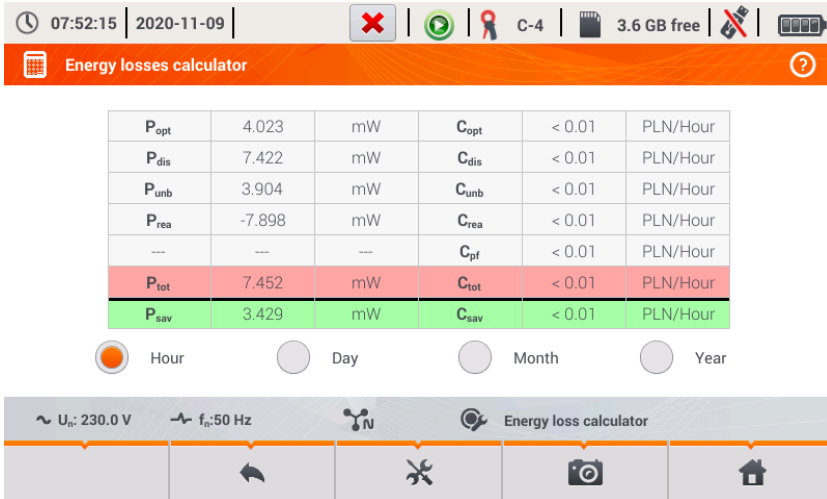 07:52:15 2020-11-09 C-4 3.6 GB free
Energy losses calculator ?
Popt 4.023 mW Copt < 0.01 PLN/Hour
Pdis 7.422 mW Cdis < 0.01 PLN/Hour
Punb 3.904 mW Cunb < 0.01 PLN/Hour
Prea -7.898 mW Crea < 0.01 PLN/Hour
--- --- --- Cpf < 0.01 PLN/Hour
Ptot 7.452 mW Ctot < 0.01 PLN/Hour
Psav 3.429 mW Csav < 0.01 PLN/Hour
Hour Day Month Year
Un: 230.0 V fn:50 Hz N Energy loss calculator